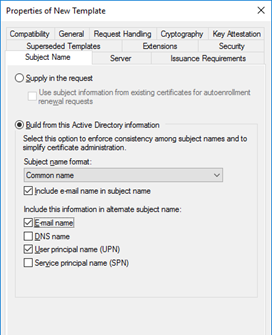 Properties of New Template
Compatibility General Request Handling Cryptography Key Attestation
Superseded Templates Extensions Security
Subject Name Server Issuance Requirements
Supply in the request
Use subject information from existing certificates for autoenrollment
renewal requests
Build from this Active Directory information
Select this option to enforce consistency among subject names and to
simplify certificate administration.
Subject name format:
Common name
Include e-mail name in subject name
Include this information in alternate subject name:
E-mail name
DNS name
User principal name (UPN)
Service principal name (SPN)